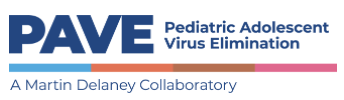 PAVE
Pediatric Adolescent
Virus Elimination
A Martin Delaney Collaboratory